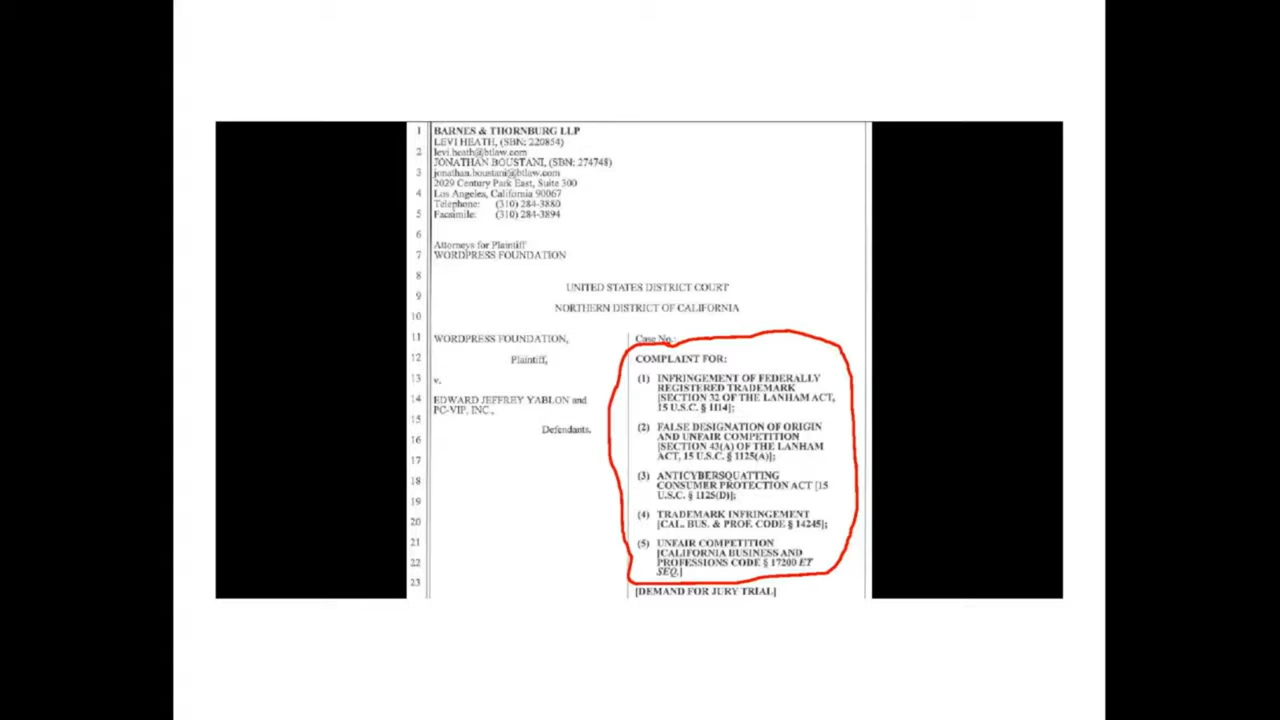 1 BARNES & THORNBURG LLP
LEVI HEATH, (SBN: 220854)
2 levi.heath@btlaw.com
JONATHAN BOUSTANI, (SBN: 274748)
3 jonathan.boustani@btlaw.com
2029 Century Park East, Suite 300
4 Los Angeles, California 90067
Telephone: (310) 284-3880
5 Facsimile: (310) 284-3894
6
Attorneys for Plaintiff
7 WORDPRESS FOUNDATION
8
UNITED STATES DISTRICT COURT
9
NORTHERN DISTRICT OF CALIFORNIA
10
11 WORDPRESS FOUNDATION,
12 Plaintiff,
13 v.
14 EDWARD JEFFREY YABLON and
PC-VIP, INC.,
15
Defendants.
16
17
18
19
20
21
22
23
Case No.:
COMPLAINT FOR:
(1) INFRINGEMENT OF FEDERALLY
REGISTERED TRADEMARK
[SECTION 32 OF THE LANHAM ACT,
15 U.S.C. § 1114];
(2) FALSE DESIGNATION OF ORIGIN
AND UNFAIR COMPETITION
[SECTION 43(A) OF THE LANHAM
ACT, 15 U.S.C. § 1125(A)];
(3) ANTICYBERSQUATTING
CONSUMER PROTECTION ACT [15
U.S.C. § 1125(D)];
(4) TRADEMARK INFRINGEMENT
[CAL. BUS. & PROF. CODE § 14245];
(5) UNFAIR COMPETITION
[CALIFORNIA BUSINESS AND
PROFESSIONS CODE § 17200 ET
SEQ.]
[DEMAND FOR JURY TRIAL]